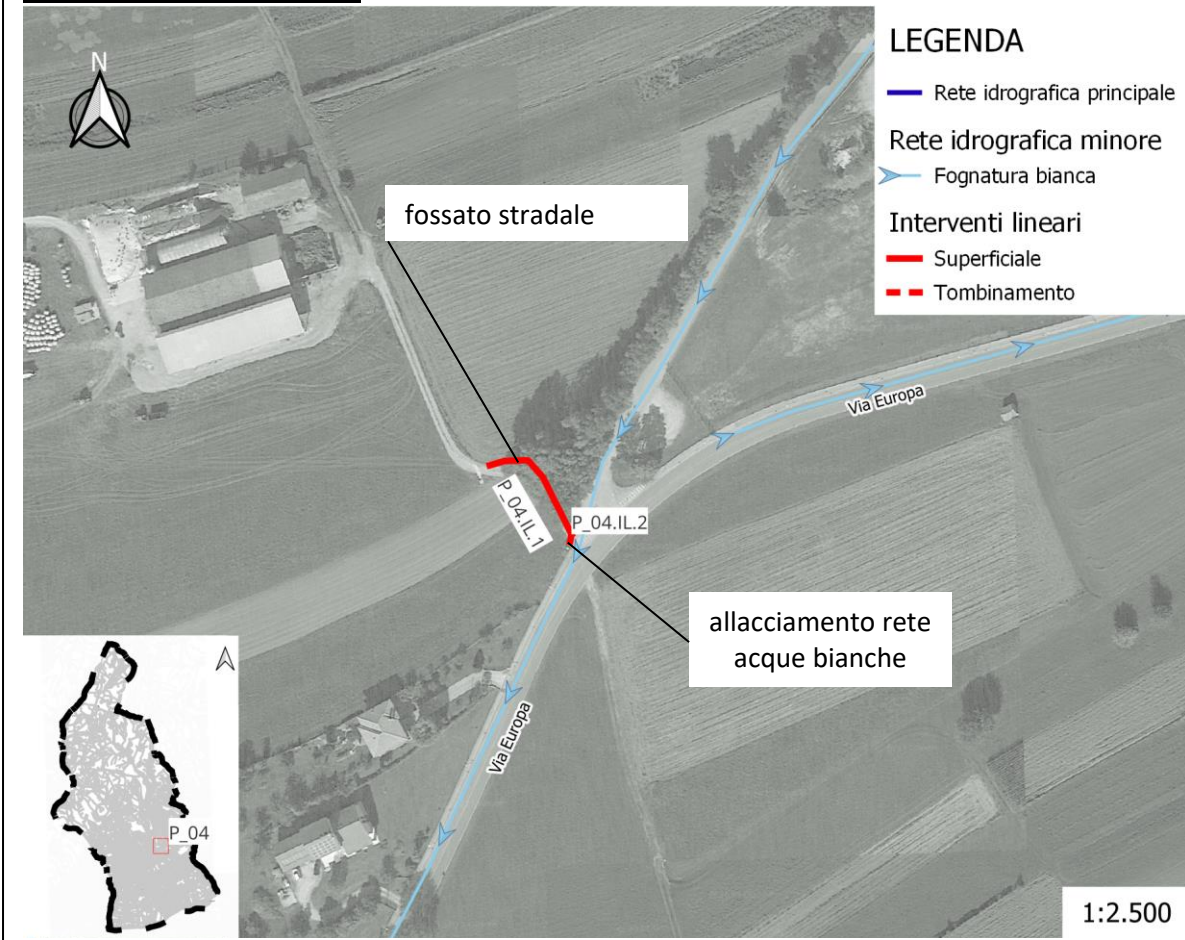 N
LEGENDA
Rete idrografica principale
Rete idrografica minore
Fognatura bianca
Interventi lineari
Superficiale
Tombinamento
fossato stradale
Via Europa
P_04.IL.1
P_04.IL.2
allacciamento rete
acque bianche
Via Europa
P_04
1:2.500